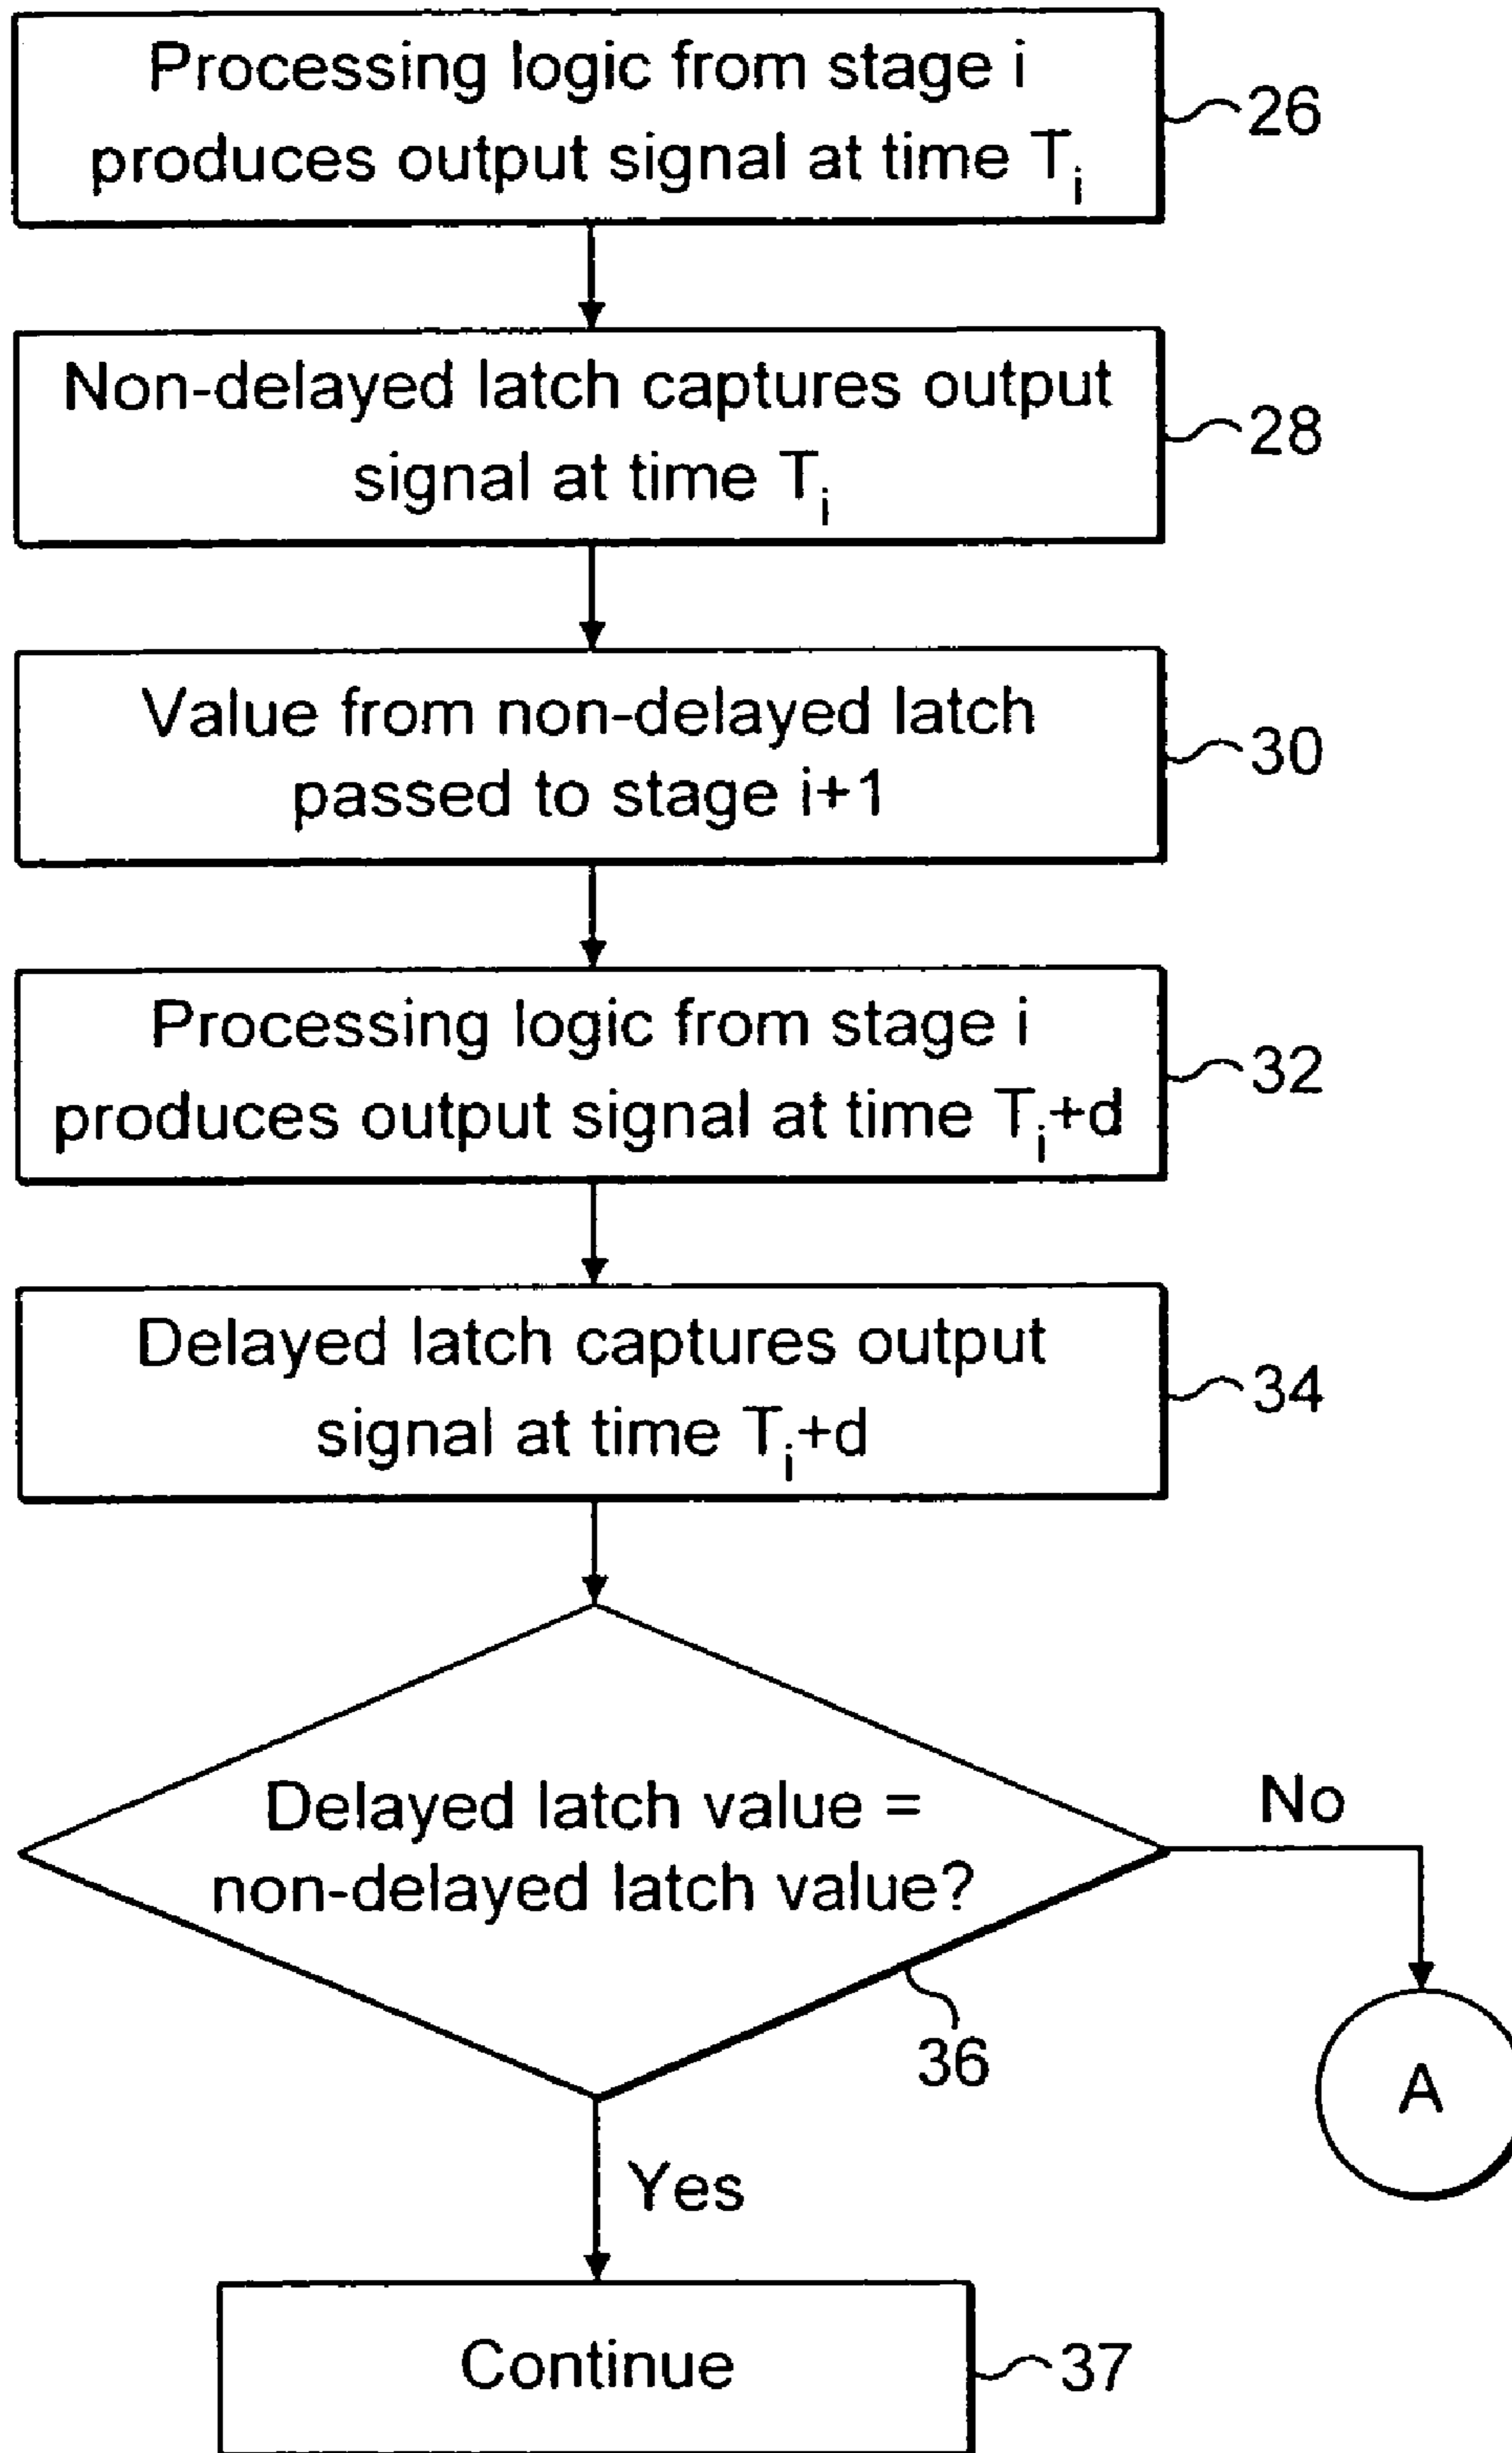 Processing logic from stage i
produces output signal at time Ti
26
Non-delayed latch captures output
signal at time Ti
28
Value from non-delayed latch
passed to stage i+1
30
Processing logic from stage i
produces output signal at time Ti+d
32
Delayed latch captures output
signal at time Ti+d
34
Delayed latch value =
non-delayed latch value?
36
No
A
Yes
Continue
37